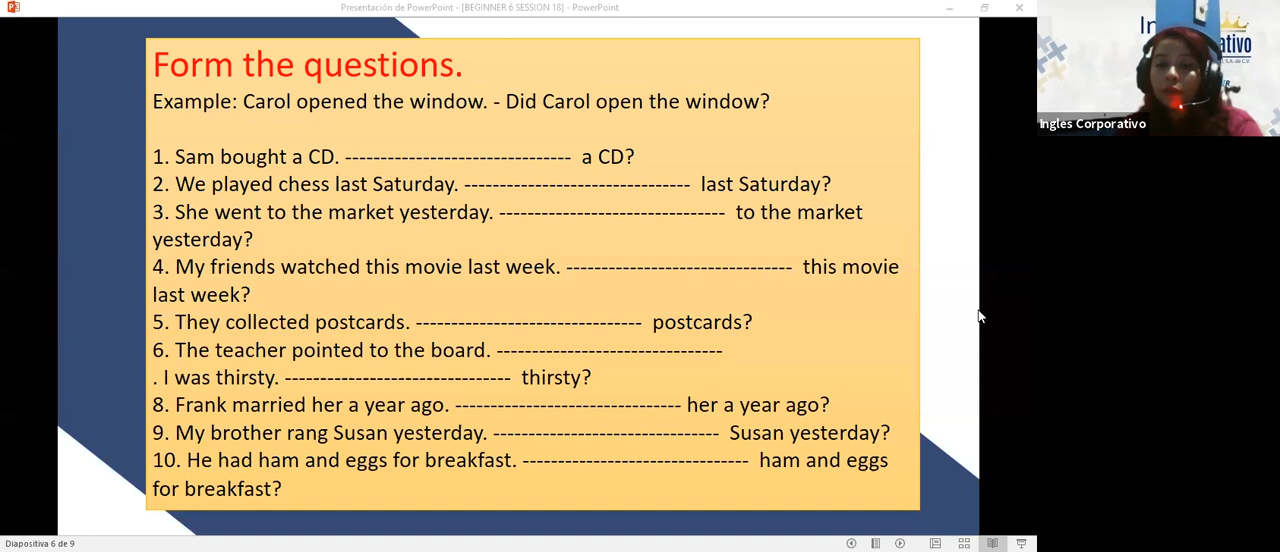 Presentación de PowerPoint - [BEGINNER 6 SESSION 18] - PowerPoint
Form the questions.
Example: Carol opened the window. - Did Carol open the window?
1. Sam bought a CD. -------------------------------- a CD?
2. We played chess last Saturday. -------------------------------- last Saturday?
3. She went to the market yesterday. -------------------------------- to the market
yesterday?
4. My friends watched this movie last week. -------------------------------- this movie
last week?
5. They collected postcards. -------------------------------- postcards?
6. The teacher pointed to the board. --------------------------------
. I was thirsty. -------------------------------- thirsty?
8. Frank married her a year ago. -------------------------------- her a year ago?
9. My brother rang Susan yesterday. -------------------------------- Susan yesterday?
10. He had ham and eggs for breakfast. -------------------------------- ham and eggs
for breakfast?
Diapositiva 6 de 9
Ingles Corporativo